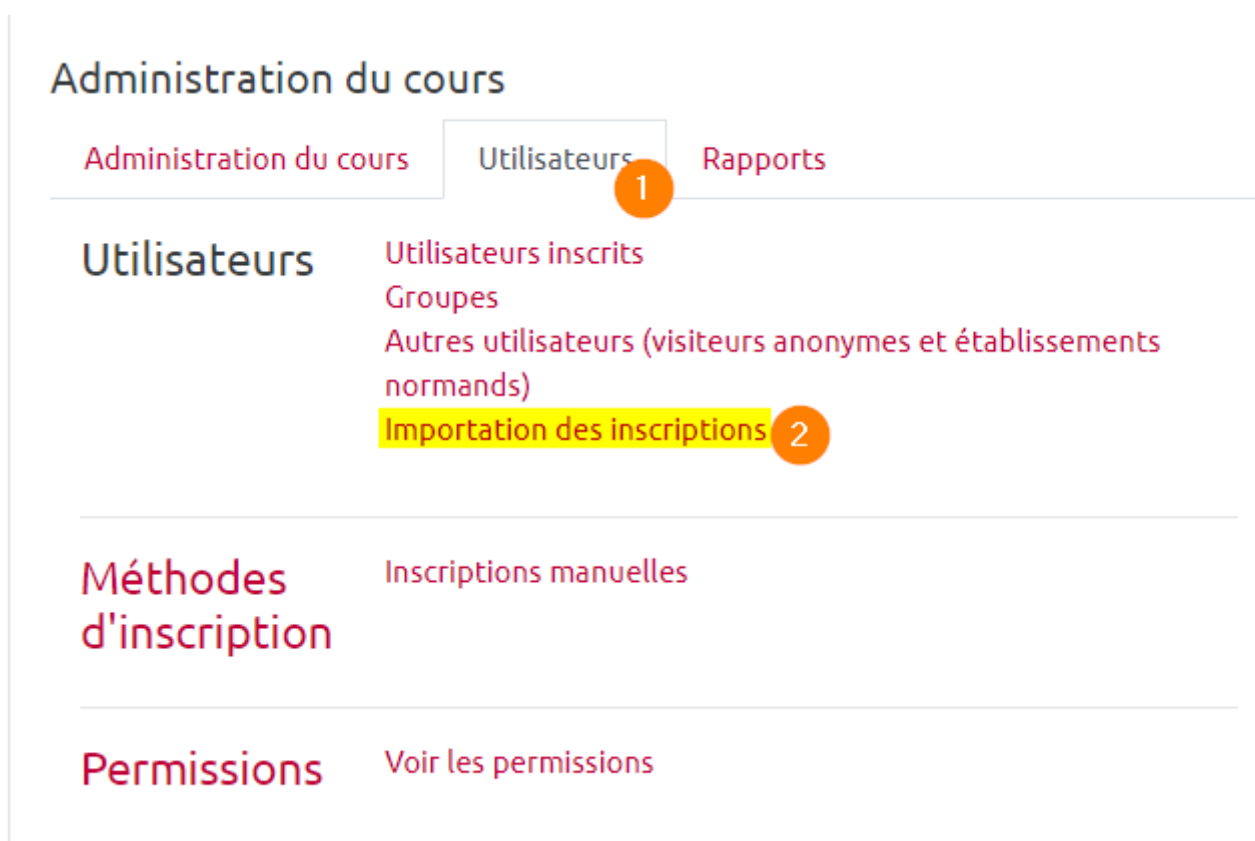 Administration du cours
Administration du cours Utilisateurs Rapports
1
Utilisateurs
Utilisateurs inscrits
Groupes
Autres utilisateurs (visiteurs anonymes et établissements
normands)
Importation des inscriptions 2
Méthodes
d'inscription
Inscriptions manuelles
Permissions
Voir les permissions